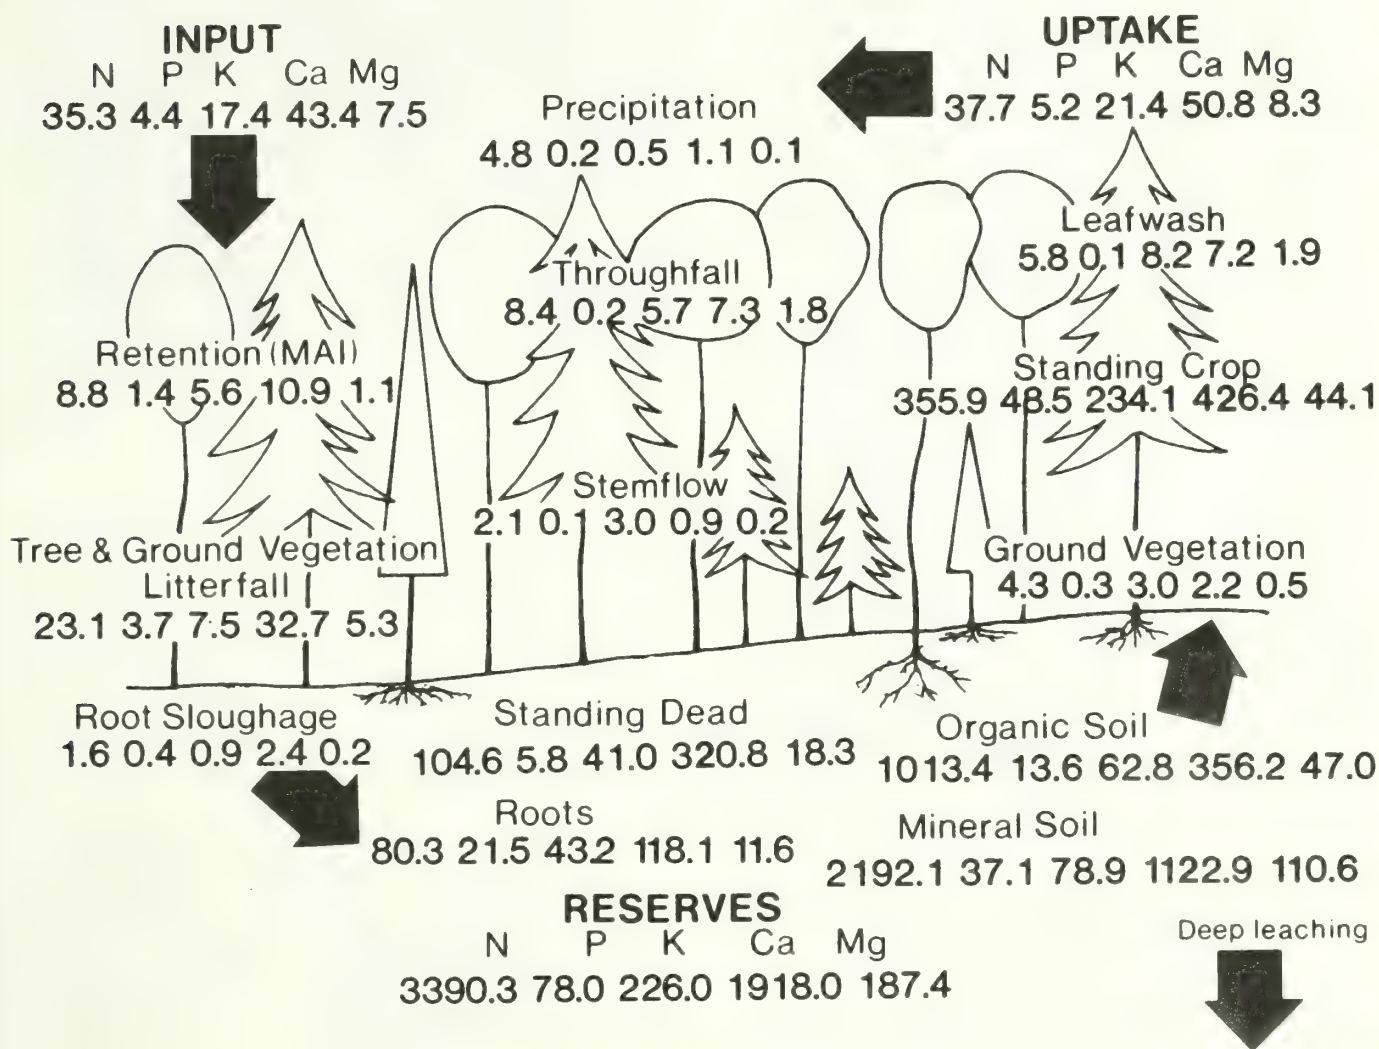 INPUT
N P K Ca Mg
35.3 4.4 17.4 43.4 7.5
UPTAKE
N P K Ca Mg
37.7 5.2 21.4 50.8 8.3
Precipitation
4.8 0.2 0.5 1.1 0.1
Leafwash
5.8 0.1 8.2 7.2 1.9
Throughfall
8.4 0.2 5.7 7.3 1.8
Retention (MAI)
8.8 1.4 5.6 10.9 1.1
Standing Crop
355.9 48.5 234.1 426.4 44.1
Stemflow
2.1 0.1 3.0 0.9 0.2
Tree & Ground Vegetation
Litterfall
23.1 3.7 7.5 32.7 5.3
Ground Vegetation
4.3 0.3 3.0 2.2 0.5
Root Sloughage
1.6 0.4 0.9 2.4 0.2
Standing Dead
104.6 5.8 41.0 320.8 18.3
Organic Soil
1013.4 13.6 62.8 356.2 47.0
Roots
80.3 21.5 43.2 118.1 11.6
Mineral Soil
2192.1 37.1 78.9 1122.9 110.6
RESERVES
N P K Ca Mg
3390.3 78.0 226.0 1918.0 187.4
Deep leaching